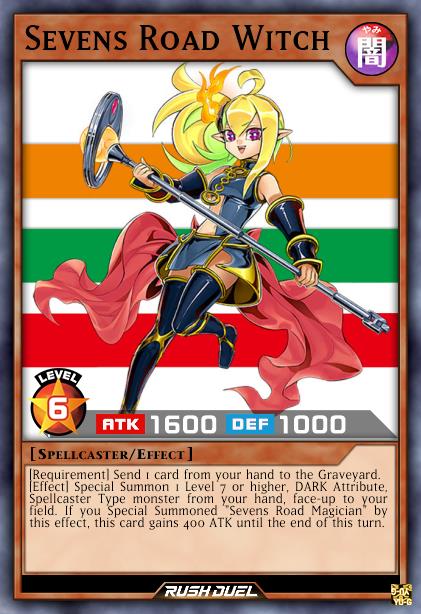 SEVENS ROAD WITCH
やみ
闇
LEVEL
6
ATK 1600 DEF 1000
[SPELLCASTER/EFFECT]
[Requirement] Send 1 card from your hand to the Graveyard.
[Effect] Special Summon 1 Level 7 or higher, DARK Attribute,
Spellcaster Type monster from your hand, face-up to your
field. If you Special Summoned "Sevens Road Magician" by
this effect, this card gains 400 ATK until the end of this turn.
RUSH DUEL